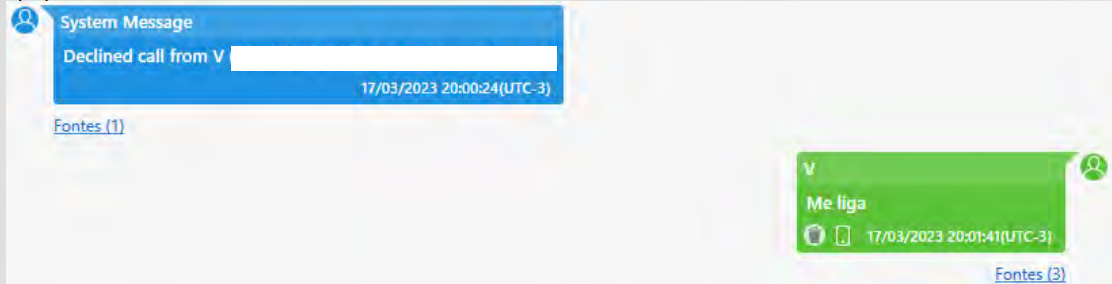 System Message
Declined call from V
17/03/2023 20:00:24(UTC-3)
Fontes (1)
V
Me liga
17/03/2023 20:01:41(UTC-3)
Fontes (3)